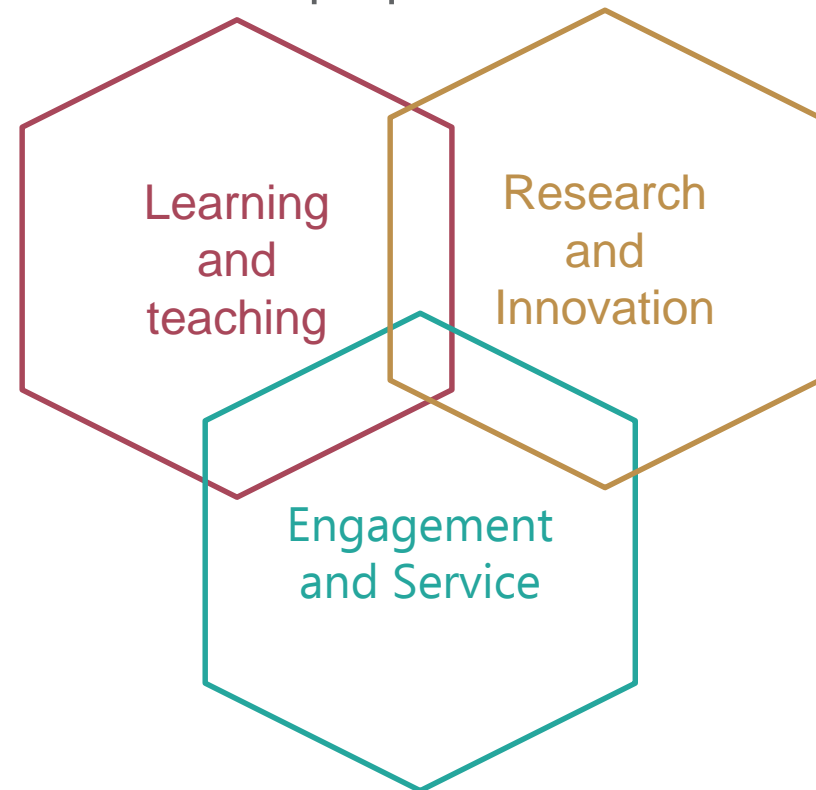 Learning
and
teaching
Research
and
Innovation
Engagement
and Service